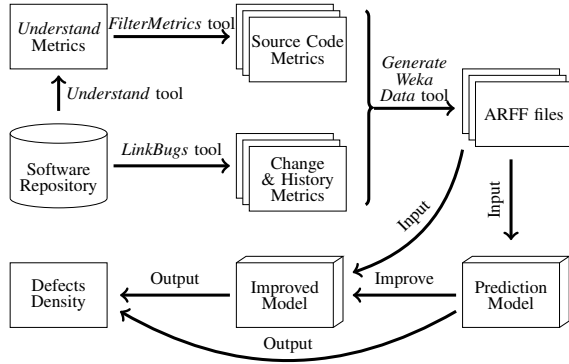 Understand
Metrics
FilterMetrics tool
Source Code
Metrics
Generate
Weka
Data tool
ARFF files
Understand tool
Software
Repository
LinkBugs tool
Change
& History
Metrics
Input
Input
Defects
Density
Output
Improved
Model
Improve
Prediction
Model
Output